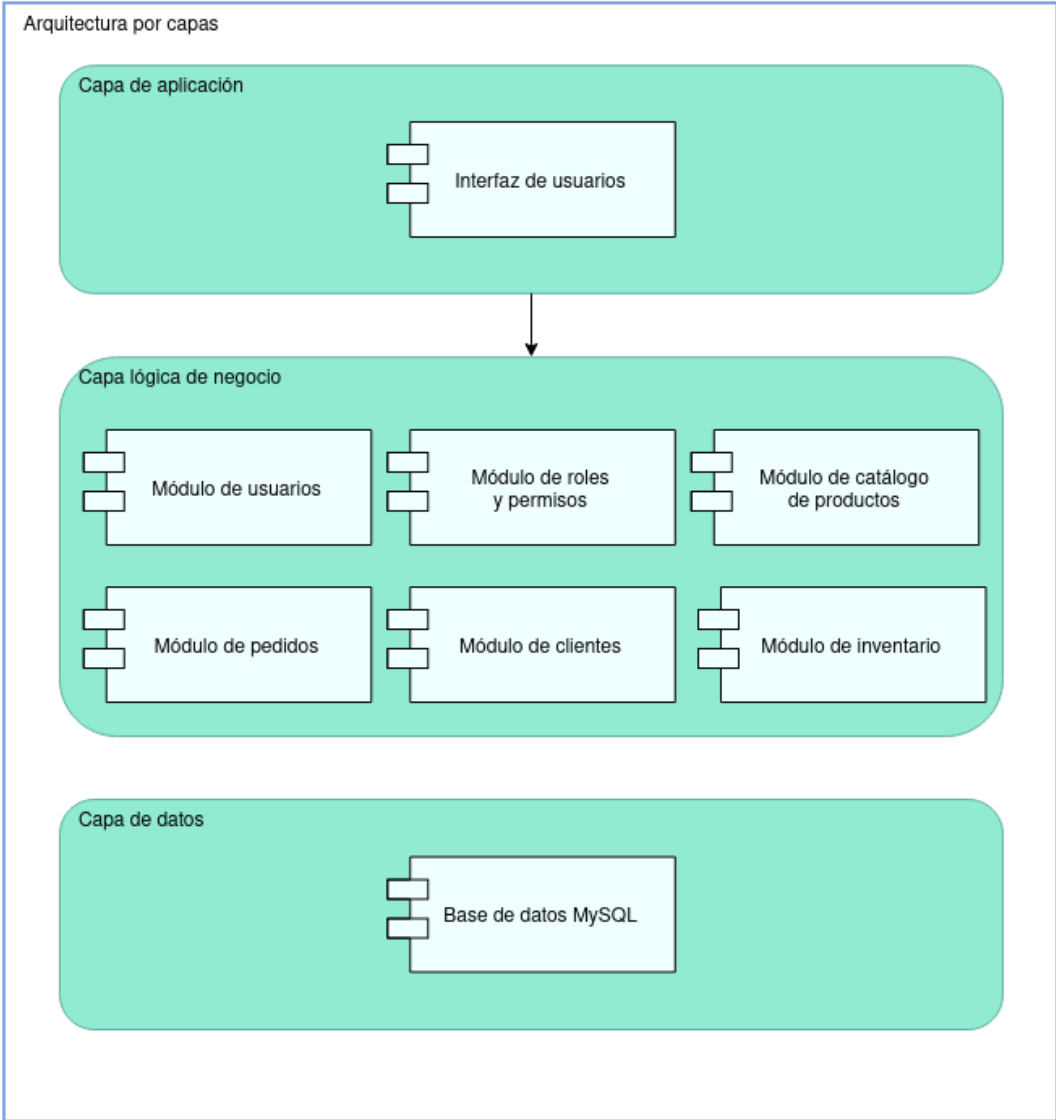 Arquitectura por capas
Capa de aplicación
Interfaz de usuarios
Capa lógica de negocio
Módulo de usuarios
Módulo de roles
y permisos
Módulo de catálogo
de productos
Módulo de pedidos
Módulo de clientes
Módulo de inventario
Capa de datos
Base de datos MySQL